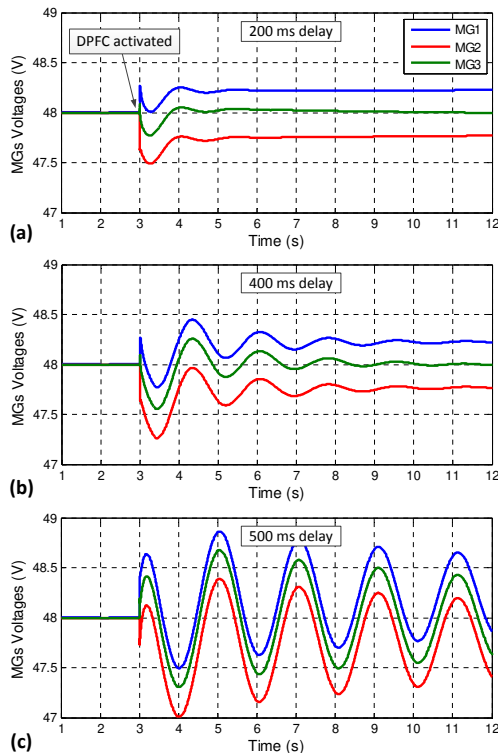 49
200 ms delay
MG1
MG2
MG3
DPFC activated
48.5
48
47.5
47
MGs Voltages (V)
1 2 3 4 5 6 7 8 9 10 11 12
Time (s)
(a)
49
400 ms delay
48.5
48
47.5
47
MGs Voltages (V)
1 2 3 4 5 6 7 8 9 10 11 12
Time (s)
(b)
49
500 ms delay
48.5
48
47.5
47
MGs Voltages (V)
1 2 3 4 5 6 7 8 9 10 11 12
Time (s)
(c)